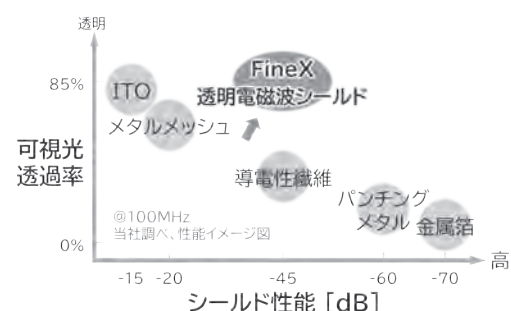 透明
85%
ITO
FineX
透明電磁波シールド
メタルメッシュ
可視光
透過率
導電性繊維
パンチング
メタル
金属箔
@100MHz
当社調べ、性能イメージ図
0%
高
-15
-20
-45
-60
-70
シールド性能［dB］